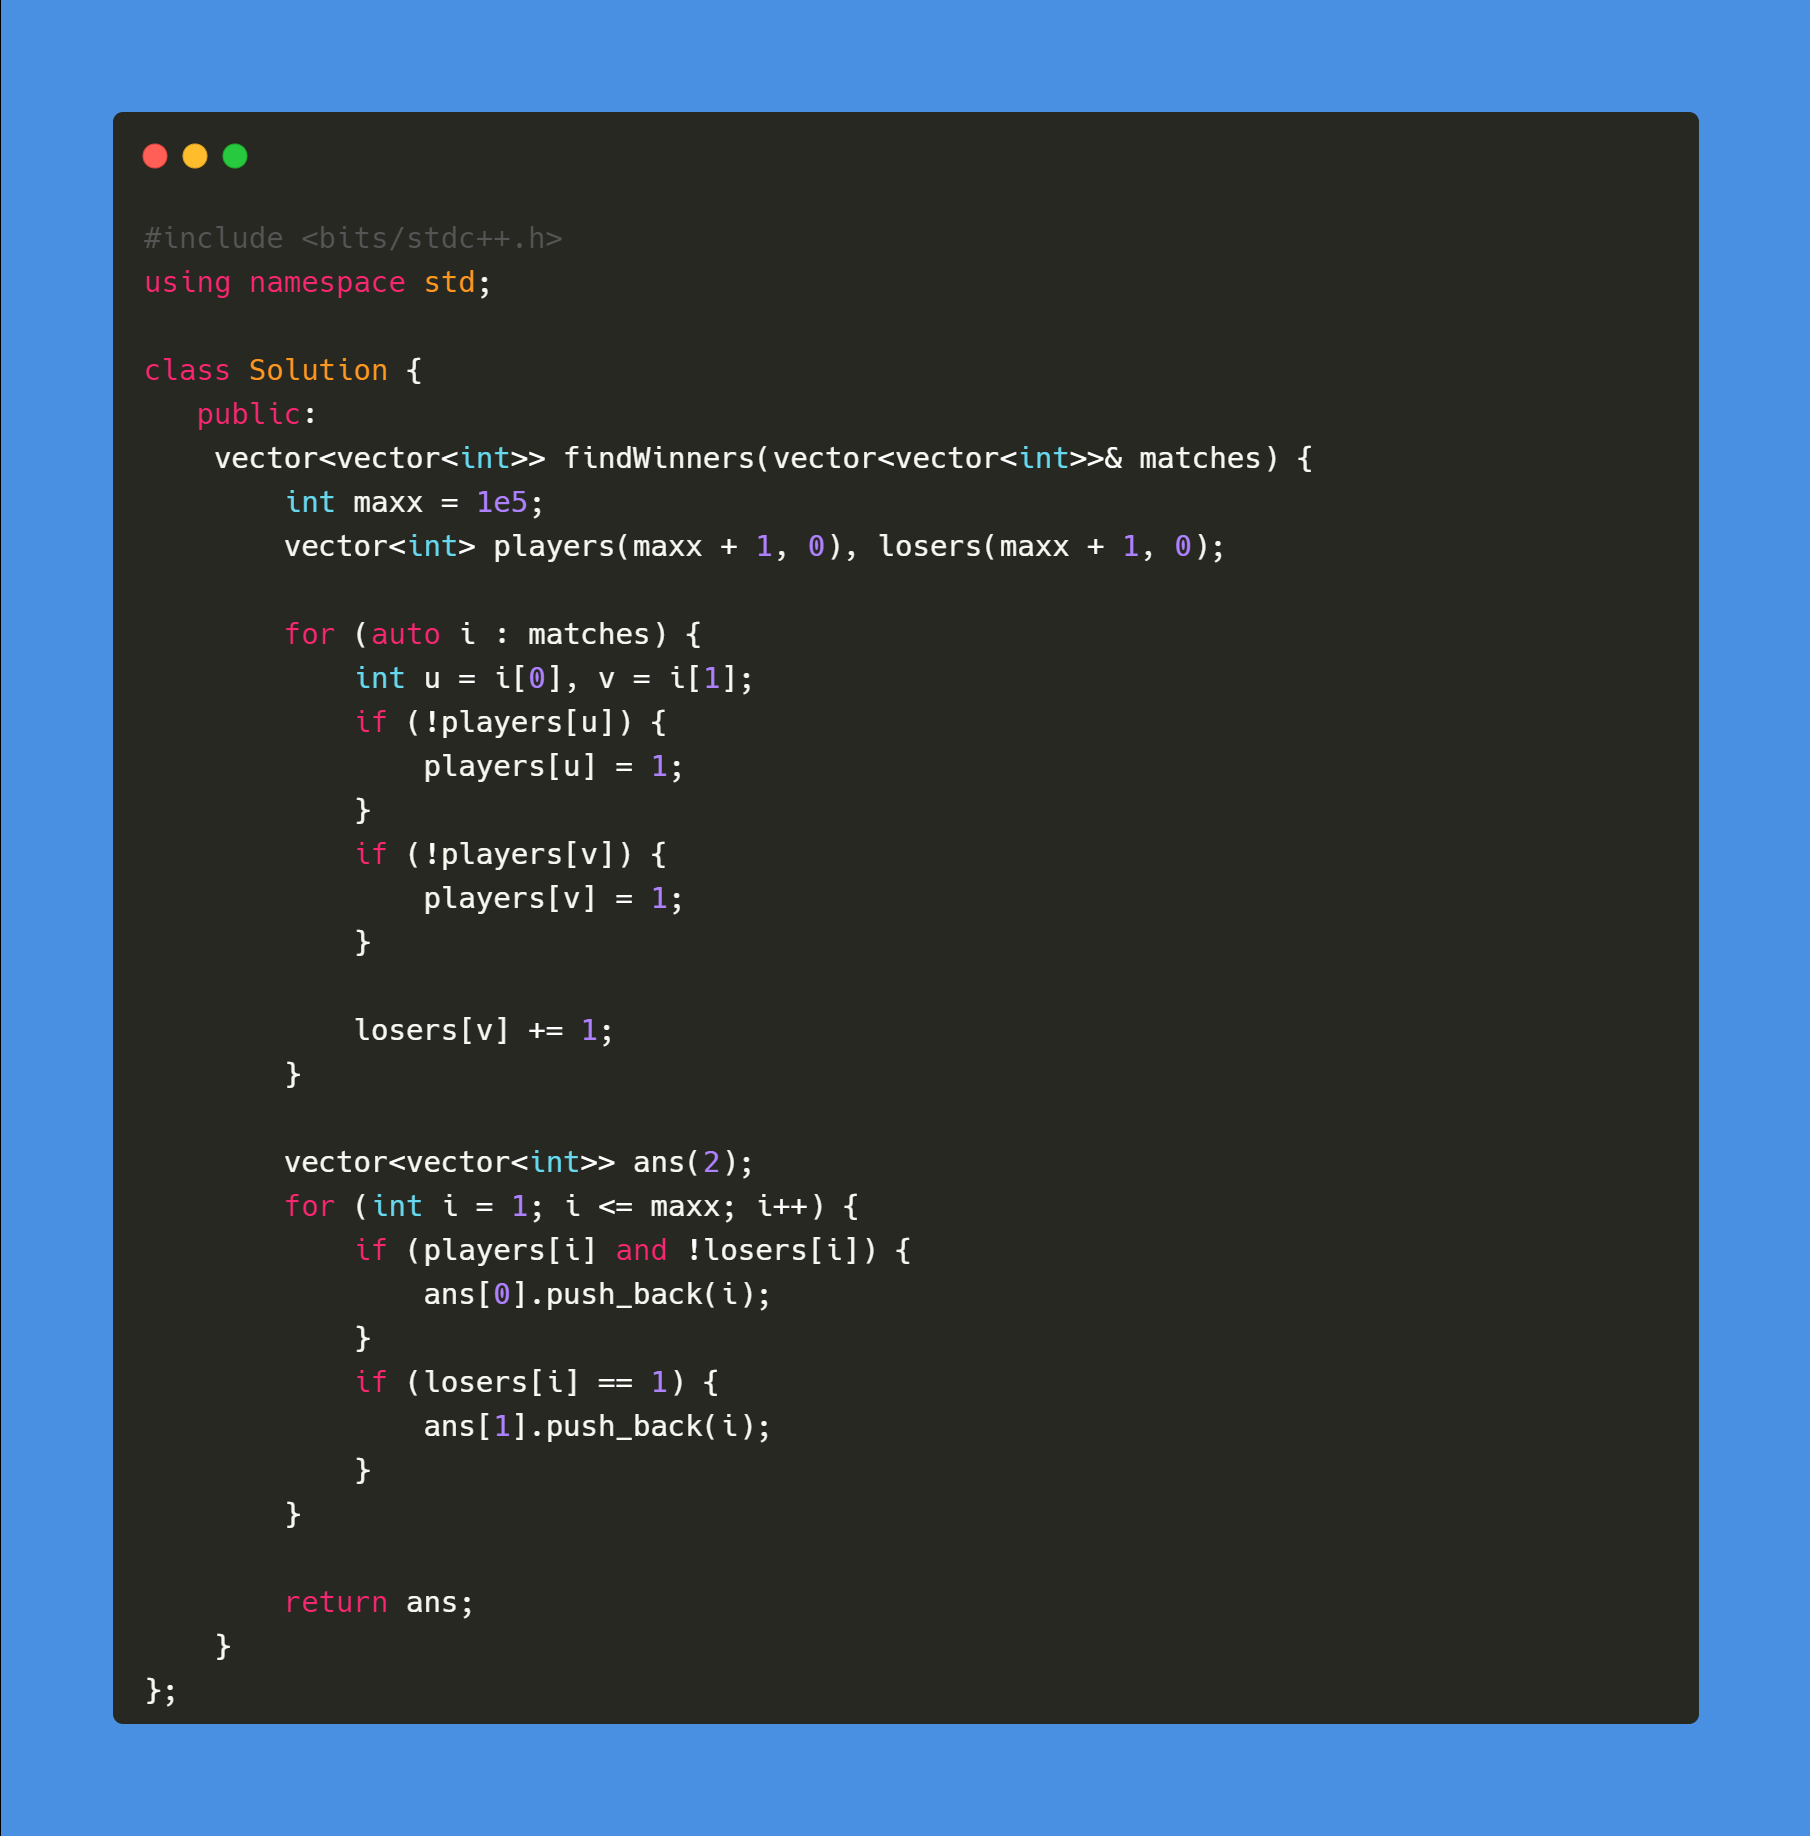 #include <bits/stdc++.h>
using namespace std;

class Solution {
   public:
    vector<vector<int>> findWinners(vector<vector<int>>& matches) {
        int maxx = 1e5;
        vector<int> players(maxx + 1, 0), losers(maxx + 1, 0);

        for (auto i : matches) {
            int u = i[0], v = i[1];
            if (!players[u]) {
                players[u] = 1;
            }
            if (!players[v]) {
                players[v] = 1;
            }

            losers[v] += 1;
        }

        vector<vector<int>> ans(2);
        for (int i = 1; i <= maxx; i++) {
            if (players[i] and !losers[i]) {
                ans[0].push_back(i);
            }
            if (losers[i] == 1) {
                ans[1].push_back(i);
            }
        }

        return ans;
    }
};